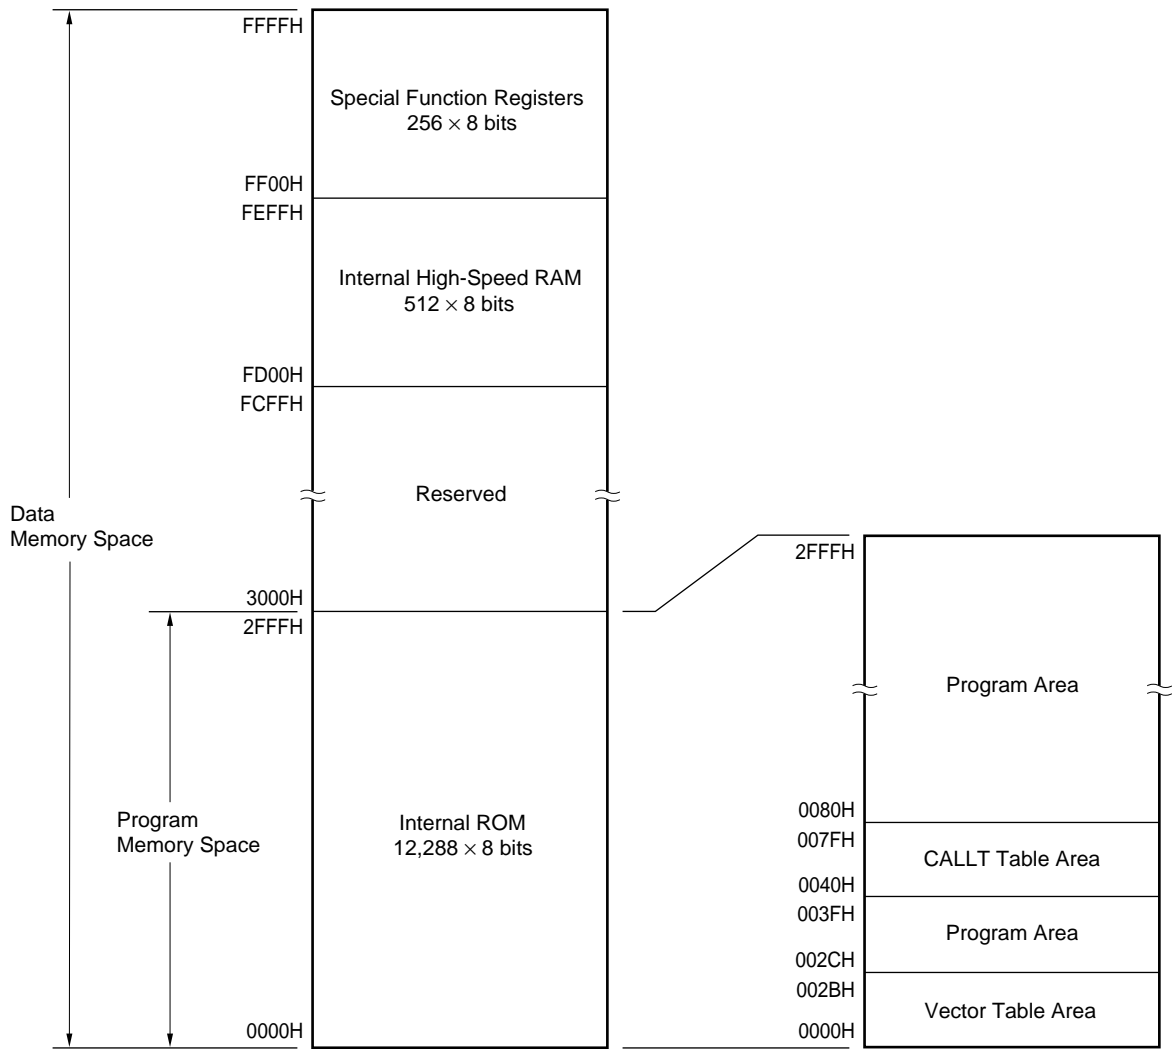 FFFFH
Special Function Registers
256 × 8 bits
FF00H
FEFFH
Internal High-Speed RAM
512 × 8 bits
FD00H
FCFFH
Reserved
Data
Memory Space
3000H
2FFFH
Program
Memory Space
Internal ROM
12,288 × 8 bits
0000H
2FFFH
Program Area
0080H
007FH
CALLT Table Area
0040H
003FH
Program Area
002CH
002BH
Vector Table Area
0000H